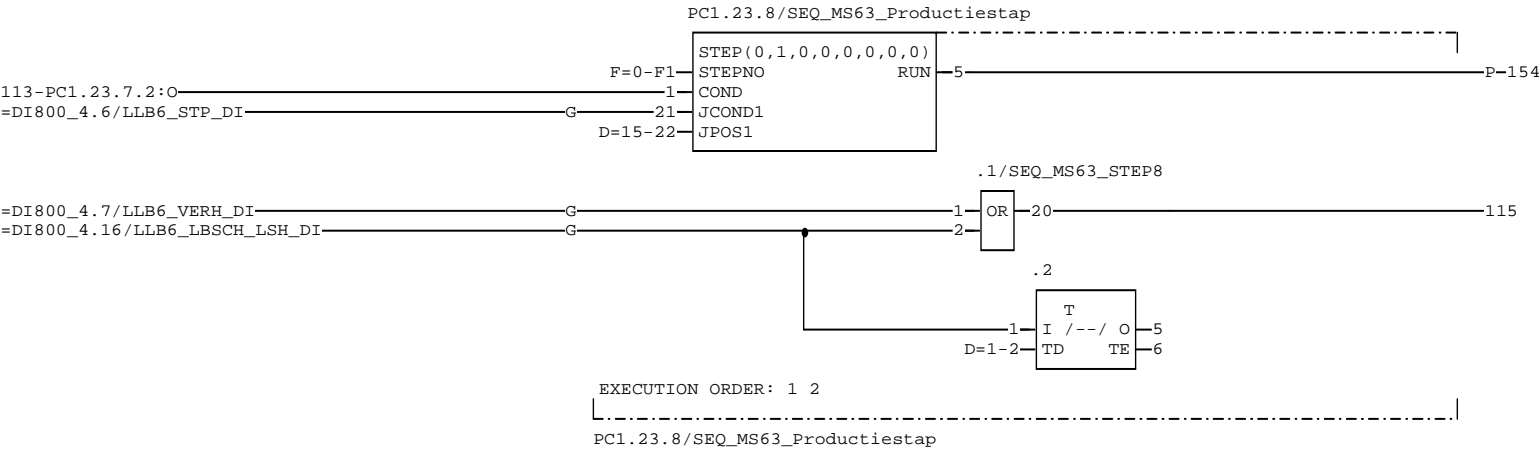 PC1.23.8/SEQ_MS63_Productiestap
STEP(0,1,0,0,0,0,0,0)
F=0-F1 STEPNO RUN 5 P-154
113-PC1.23.7.2:O 1 COND
=DI800_4.6/LLB6_STP_DI G 21 JCOND1
D=15-22 JPOS1
.1/SEQ_MS63_STEP8
=DI800_4.7/LLB6_VERH_DI G 1 OR 20 115
=DI800_4.16/LLB6_LBSCH_LSH_DI G 2
.2
T
1 I /--/ O 5
D=1-2 TD TE 6
EXECUTION ORDER: 1 2
PC1.23.8/SEQ_MS63_Productiestap